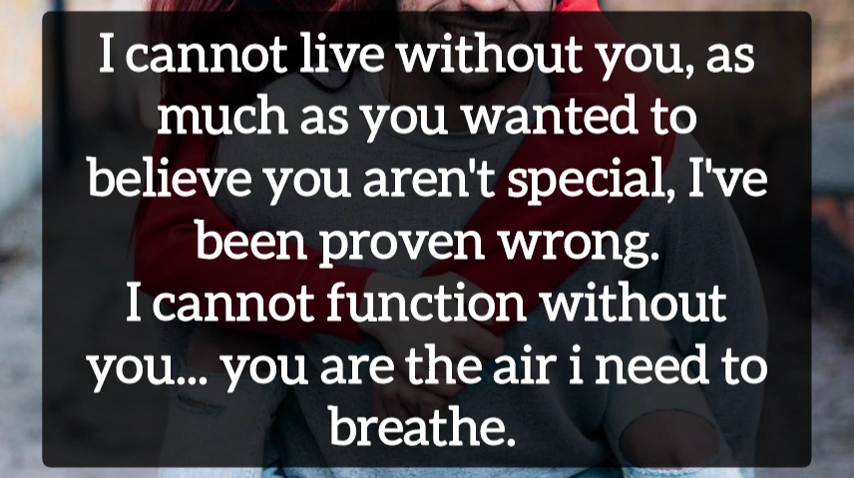 I cannot live without you, as
much as you wanted to
believe you aren't special, I've
been proven wrong.
I cannot function without
you... you are the air i need to
breathe.